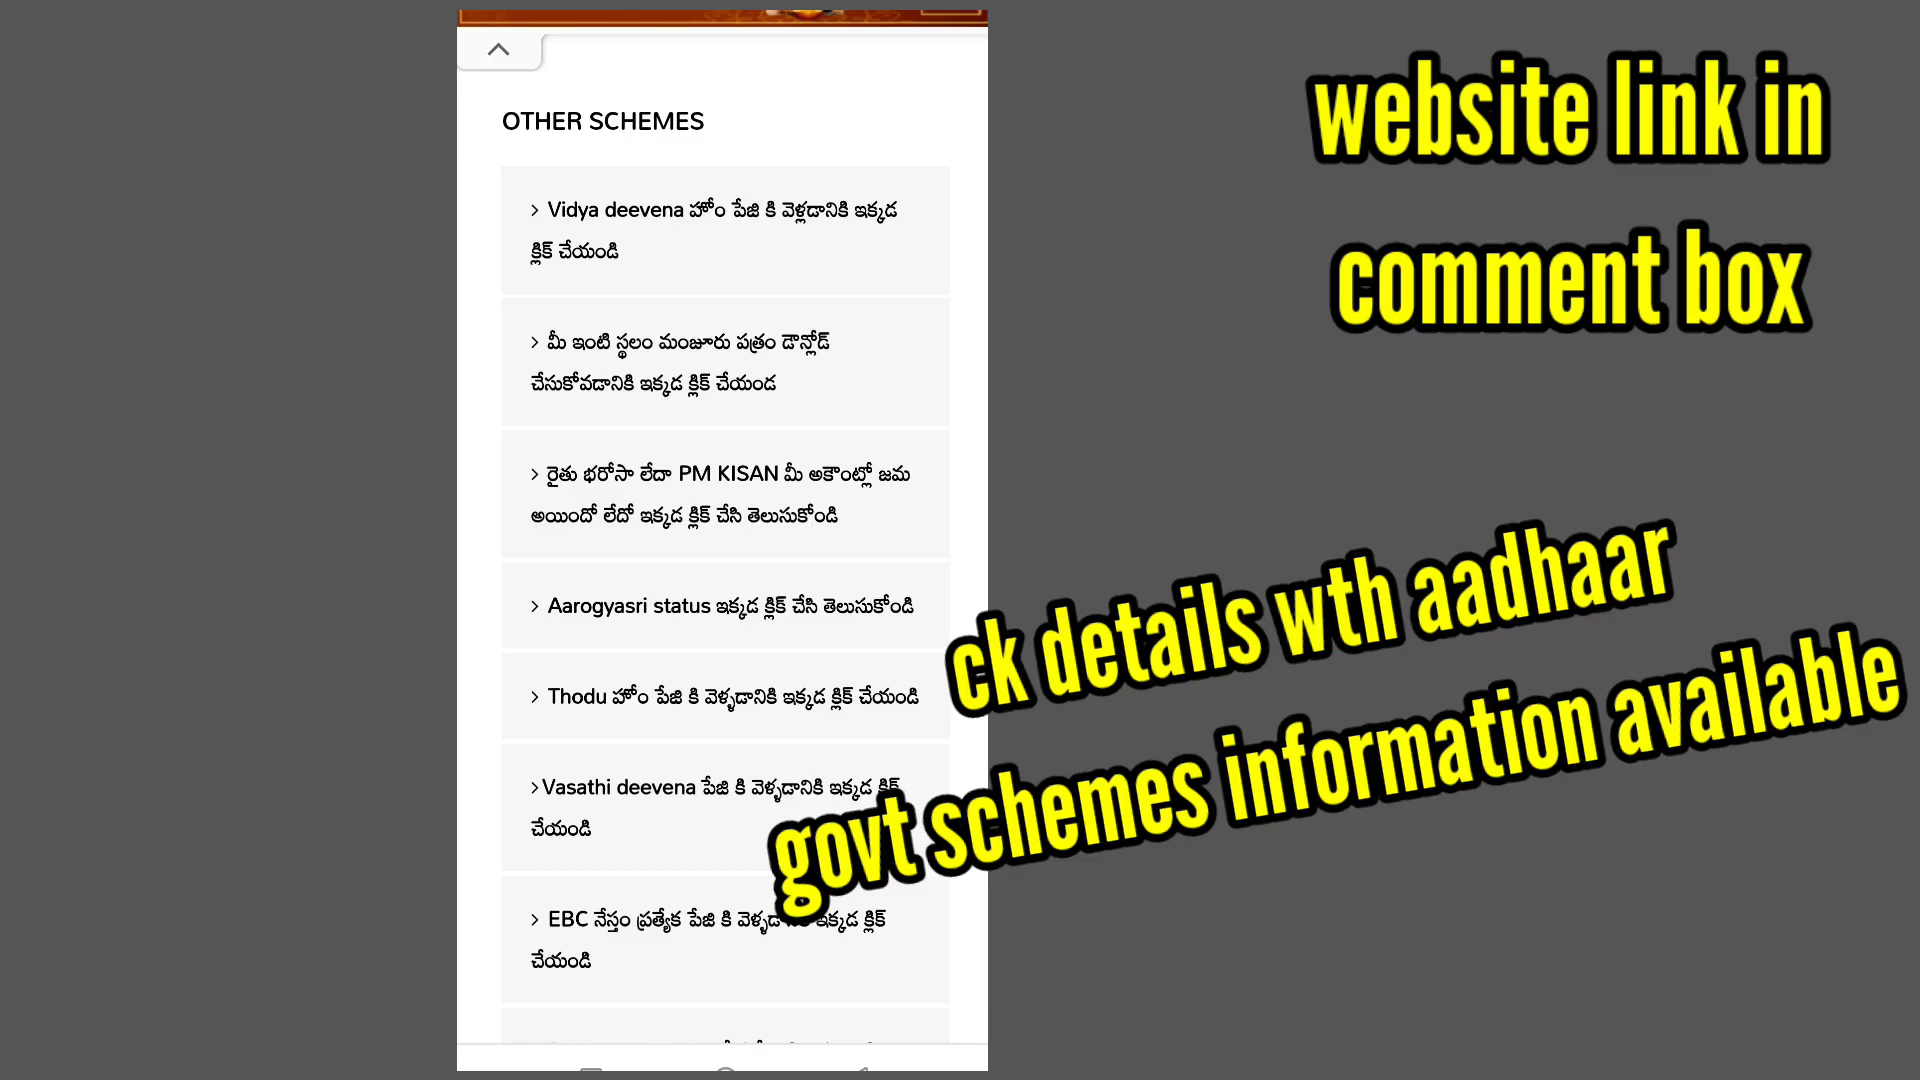 OTHER SCHEMES
> Vidya deevena హోం పేజి కి వెళ్లడానికి ఇక్కడ
క్లిక్ చేయండి
> మీ ఇంటి స్థలం మంజూరు పత్రం డౌన్లోడ్
చేసుకోవడానికి ఇక్కడ క్లిక్ చేయండ
> రైతు భరోసా లేదా PM KISAN మీ అకౌంట్లో జమ
అయిందో లేదో ఇక్కడ క్లిక్ చేసి తెలుసుకోండి
> Aarogyasri status ఇక్కడ క్లిక్ చేసి తెలుసుకోండి
> Thodu హోం పేజి కి వెళ్ళడానికి ఇక్కడ క్లిక్ చేయండి
>Vasathi deevena పేజి కి వెళ్ళడానికి ఇక్కడ క్లిక్
చేయండి
> EBC నేస్తం ప్రత్యేక పేజి కి ఇక్కడ క్లిక్
చేయండి
website link in
comment box
ck details wth aadhaar
govt schemes information available